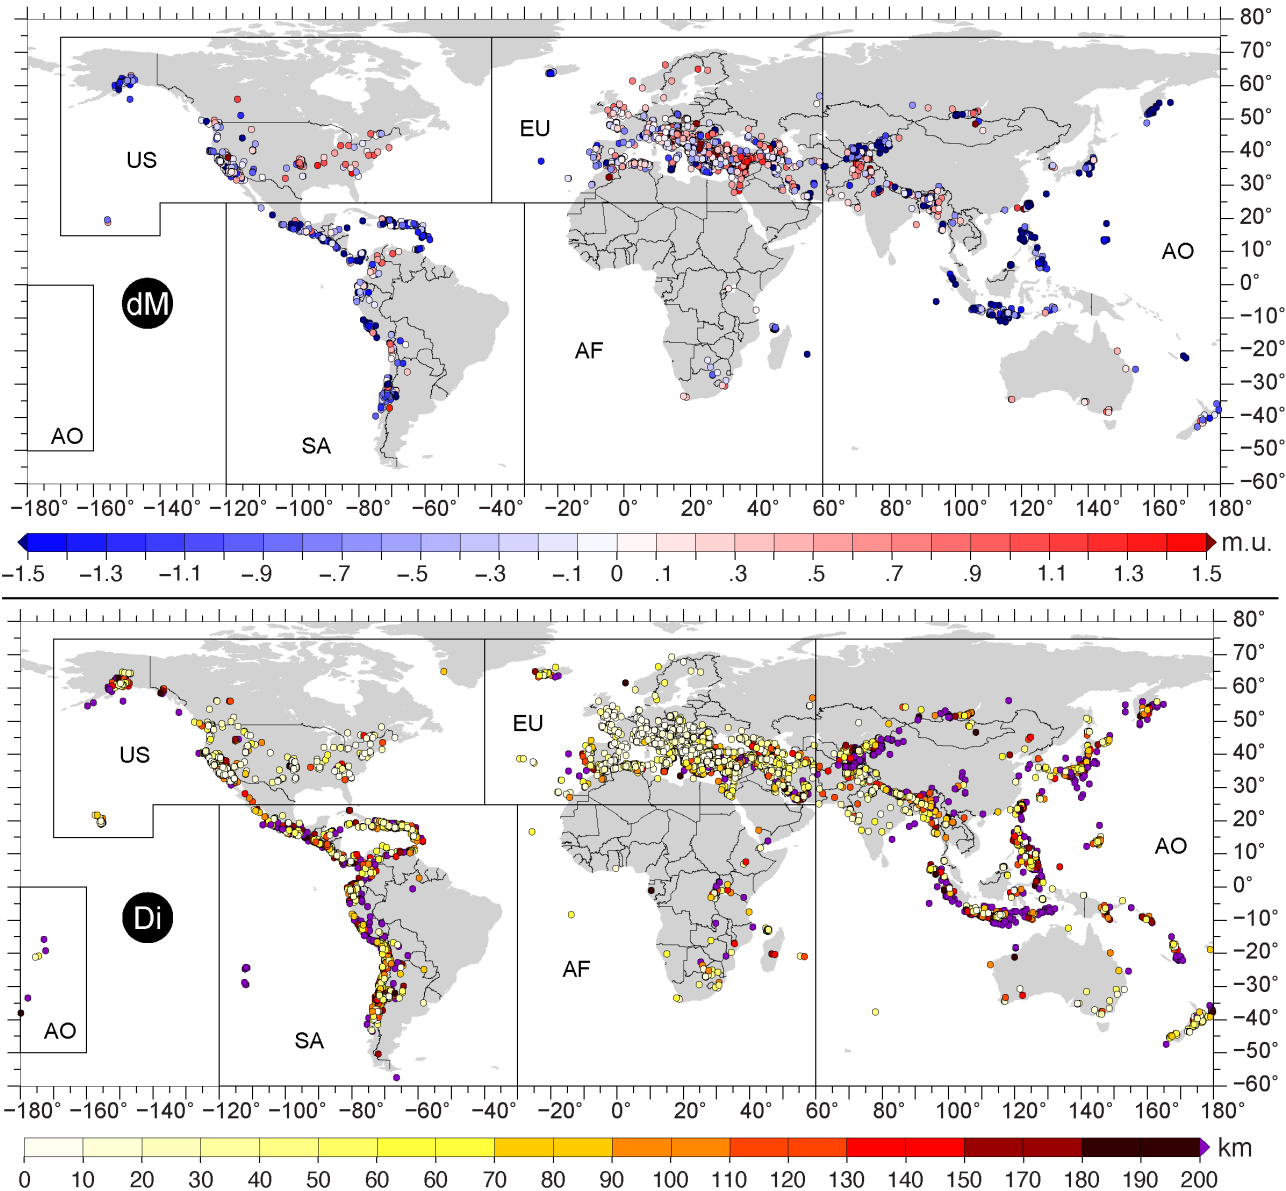 80°
70°
60°
50°
40°
30°
20°
10°
0°
−10°
−20°
−30°
−40°
−50°
−60°
US
EU
AO
dM
AF
AO
SA
−180° −160° −140° −120° −100° −80° −60° −40° −20° 0° 20° 40° 60° 80° 100° 120° 140° 160° 180°
m.u.
−1.5 −1.3 −1.1 −.9 −.7 −.5 −.3 −.1 0 .1 .3 .5 .7 .9 1.1 1.3 1.5
80°
70°
60°
50°
40°
30°
20°
10°
0°
−10°
−20°
−30°
−40°
−50°
−60°
EU
US
AO
Di
AF
AO
SA
−180° −160° −140° −120° −100° −80° −60° −40° −20° 0° 20° 40° 60° 80° 100° 120° 140° 160° 180°
km
0 10 20 30 40 50 60 70 80 90 100 110 120 130 140 150 170 180 190 200